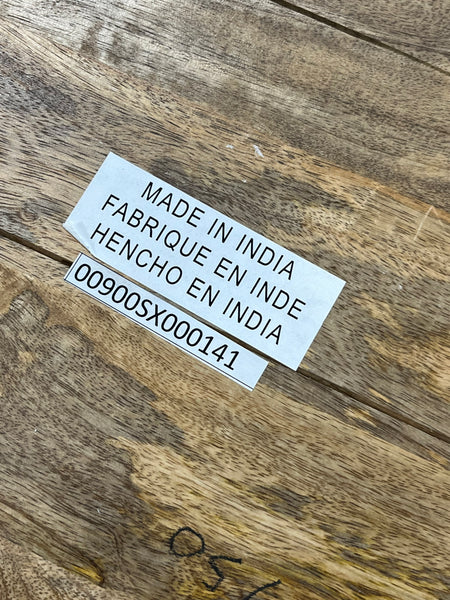 MADE IN INDIA
FABRIQUE EN INDE
HENCHO EN INDIA
00900SX000141